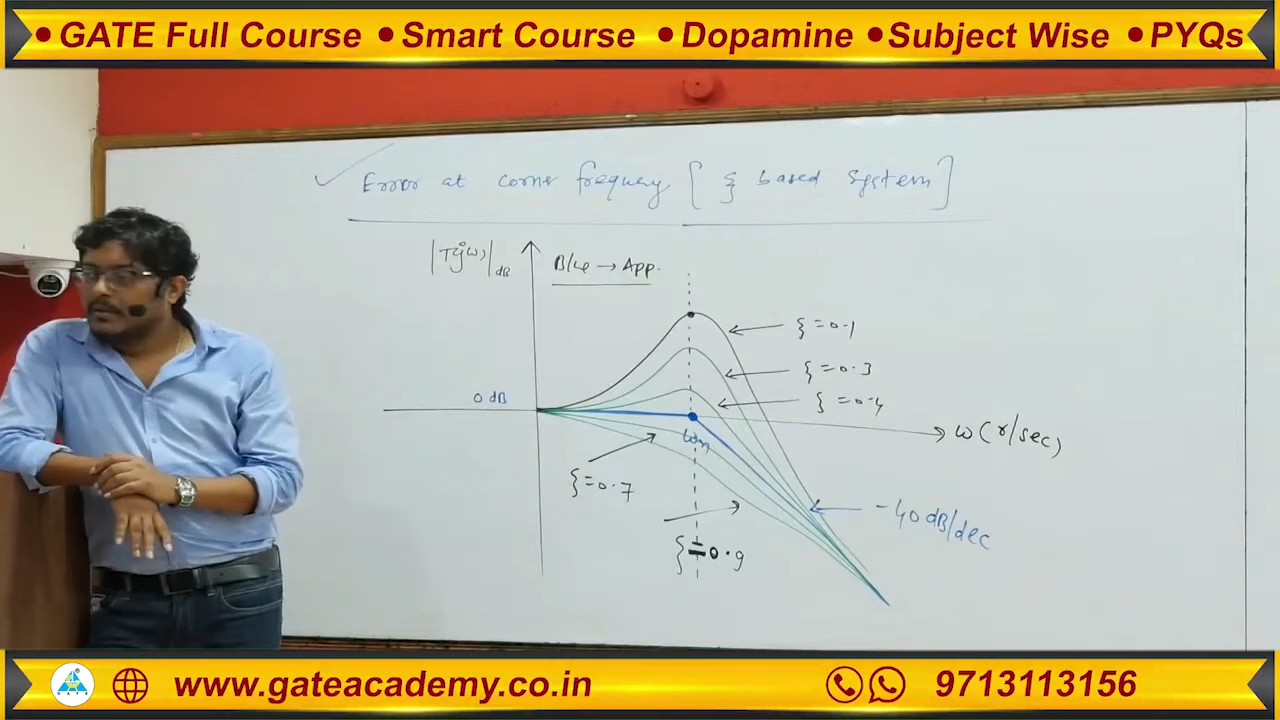 • GATE Full Course • Smart Course • Dopamine • Subject Wise • PYQs
Error at corner frequency [ ξ based system ]
|T(jω)|dB
B/w → App.
ξ = 0.1
ξ = 0.3
ξ = 0.4
0 dB
ωn
ω (r/sec)
ξ = 0.7
-40 dB/dec
ξ = 0.9
GATE
www.gateacademy.co.in
9713113156